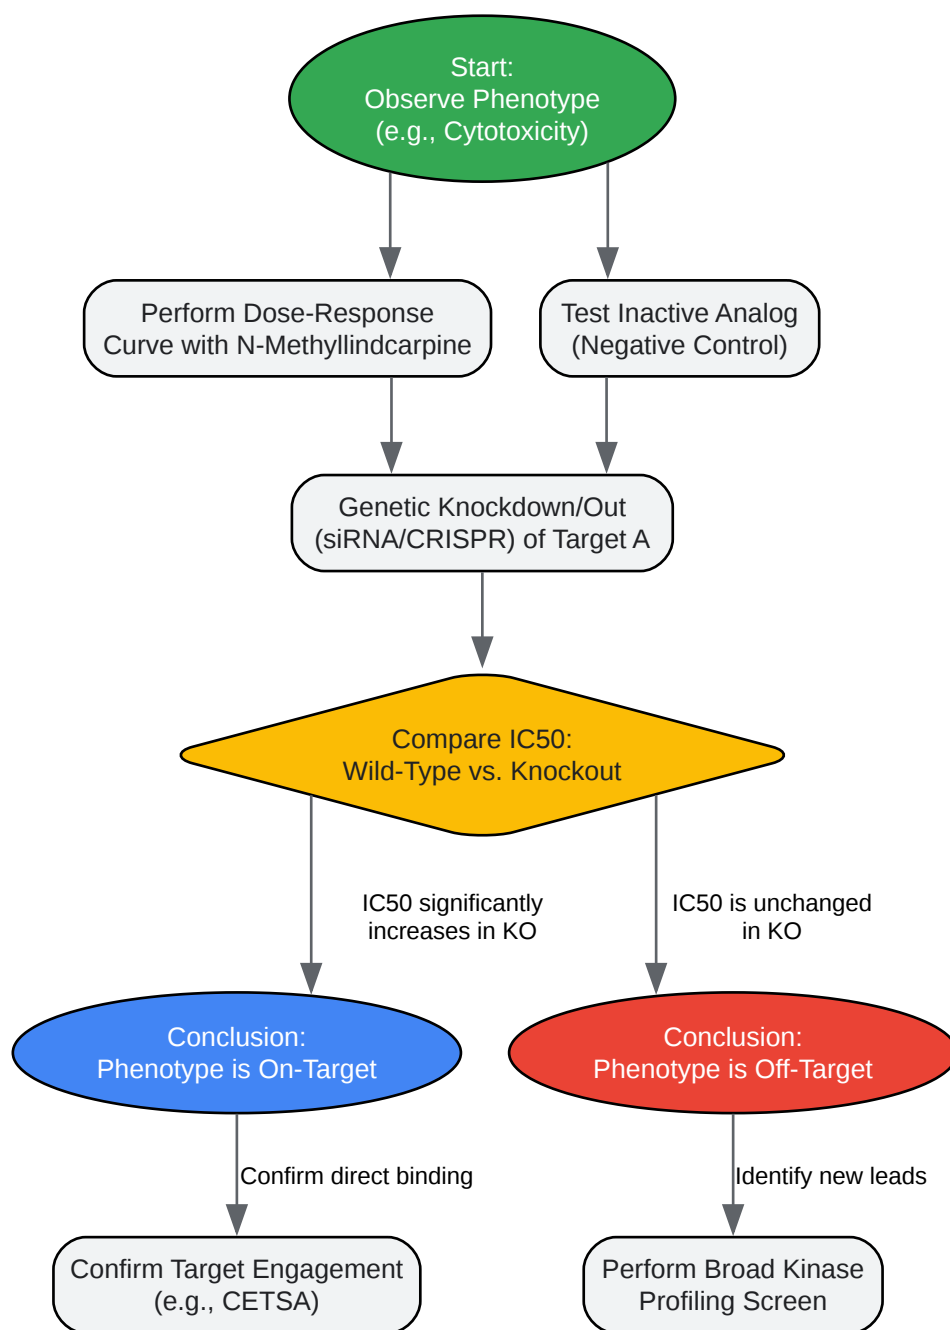 Start:
Observe Phenotype
(e.g., Cytotoxicity)
Perform Dose-Response
Curve with N-Methyllindcarpine
Test Inactive Analog
(Negative Control)
Genetic Knockdown/Out
(siRNA/CRISPR) of Target A
Compare IC50:
Wild-Type vs. Knockout
IC50 significantly
increases in KO
IC50 is unchanged
in KO
Conclusion:
Phenotype is On-Target
Conclusion:
Phenotype is Off-Target
Confirm direct binding
Identify new leads
Confirm Target Engagement
(e.g., CETSA)
Perform Broad Kinase
Profiling Screen